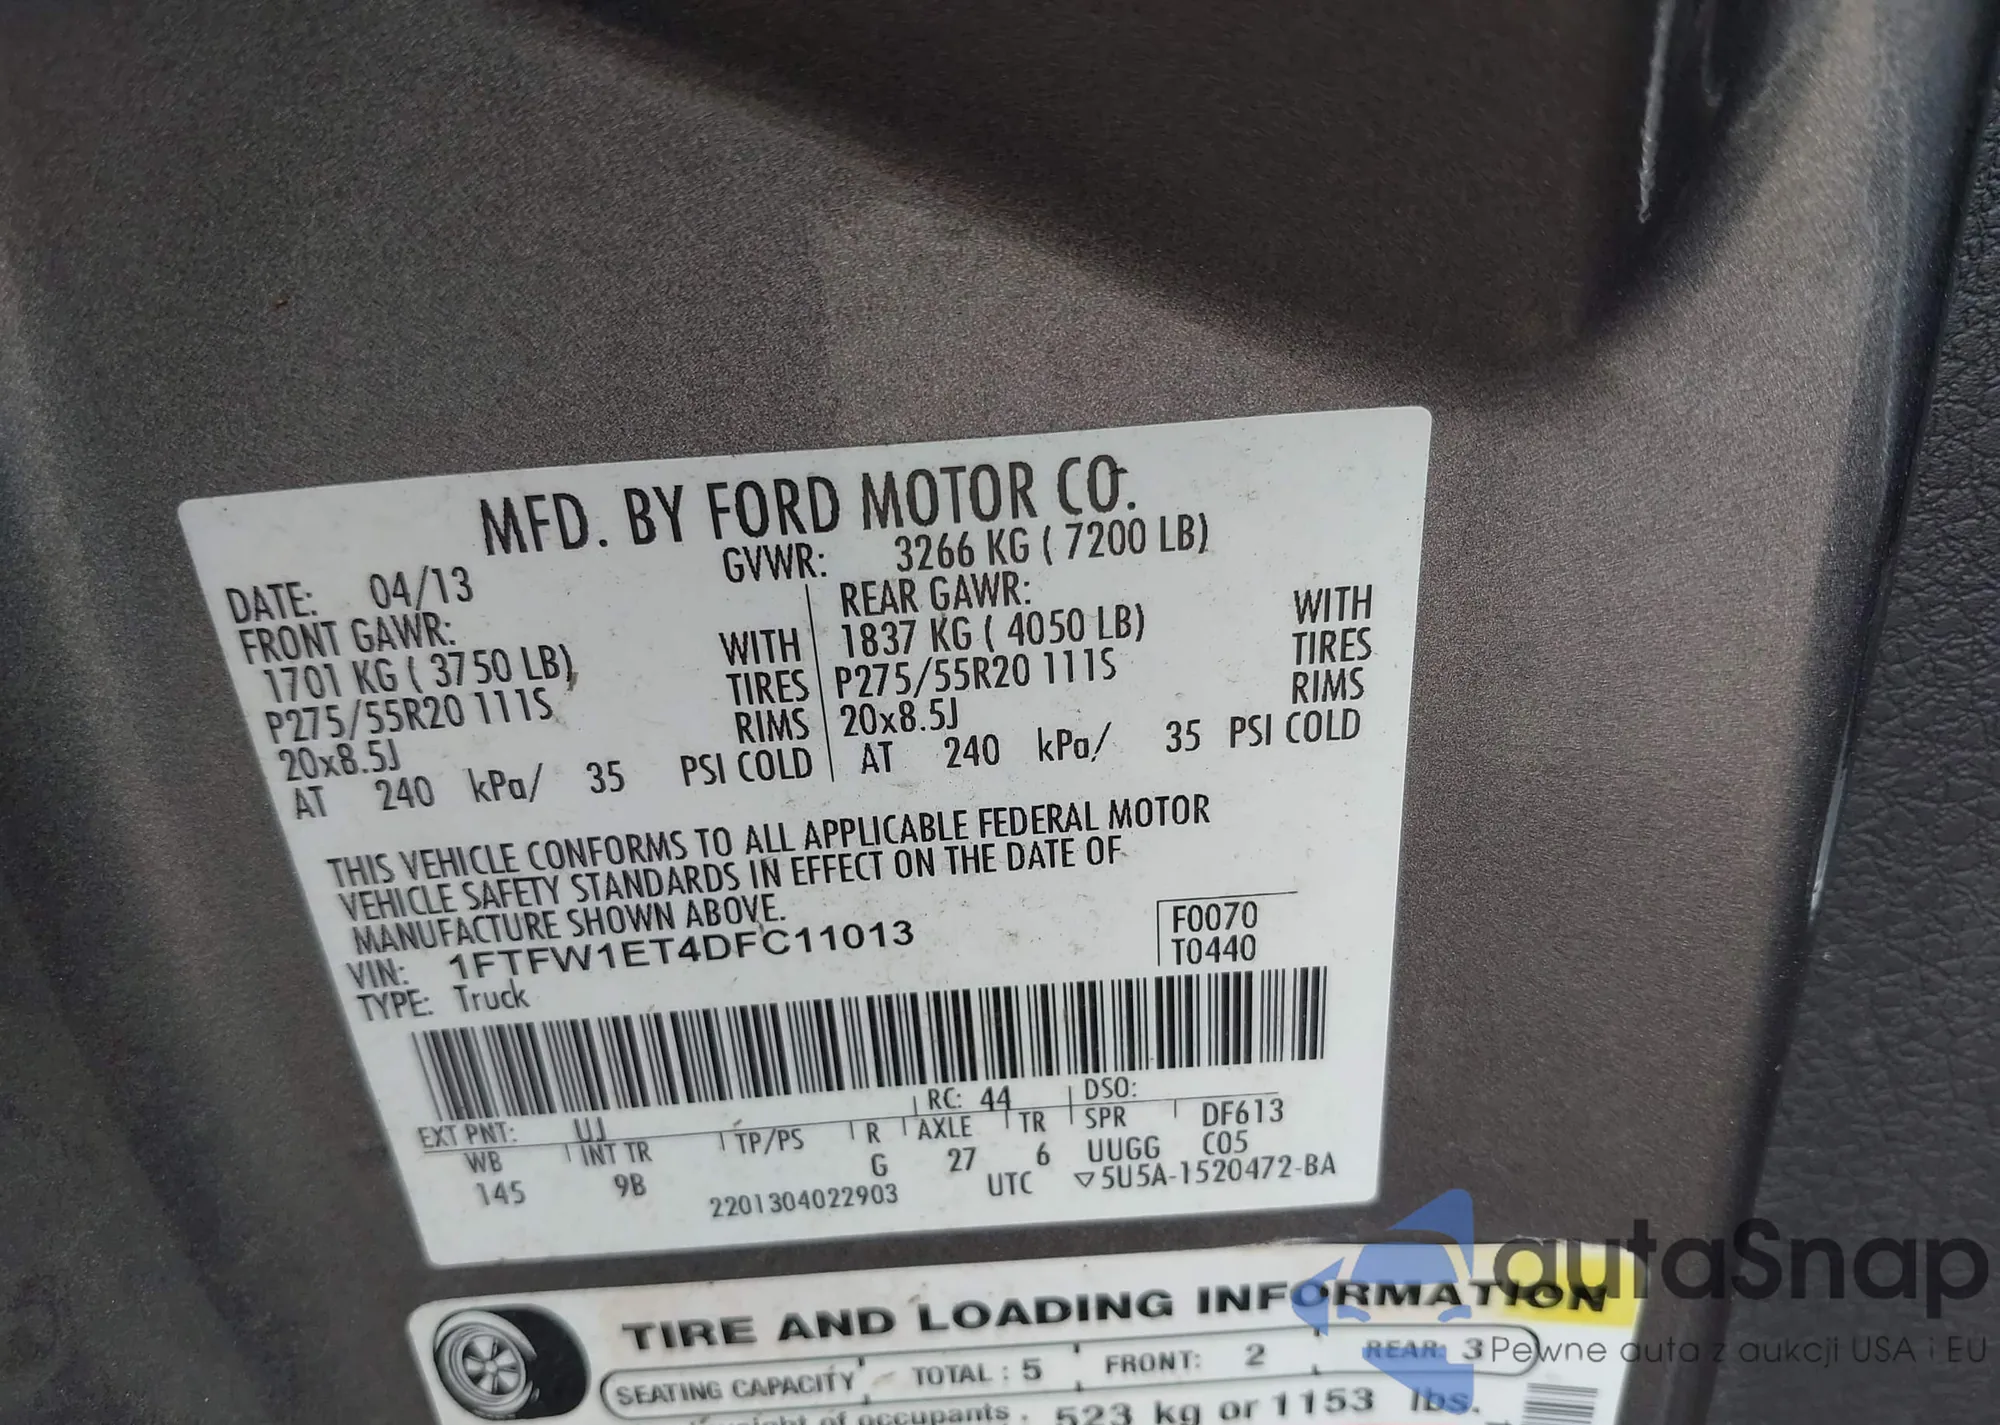 MFD. BY FORD MOTOR CO.
DATE: 04/13 GVWR: 3266 KG ( 7200 LB)
FRONT GAWR: REAR GAWR:
1701 KG ( 3750 LB) WITH 1837 KG ( 4050 LB) WITH
P275/55R20 111S TIRES P275/55R20 111S TIRES
20x8.5J RIMS 20x8.5J RIMS
AT 240 kPa/ 35 PSI COLD AT 240 kPa/ 35 PSI COLD
THIS VEHICLE CONFORMS TO ALL APPLICABLE FEDERAL MOTOR
VEHICLE SAFETY STANDARDS IN EFFECT ON THE DATE OF
MANUFACTURE SHOWN ABOVE.
VIN: 1FTFW1ET4DFC11013 F0070
TYPE: Truck T0440
EXT PNT: UJ RC: 44 DSO:
WB INT TR TP/PS R AXLE TR SPR DF613
145 9B G 27 6 UUGG C05
2201304022903 UTC ▽5U5A-1520472-BA
TIRE AND LOADING INFORMATION
SEATING CAPACITY TOTAL : 5 FRONT: 2 REAR: 3
of occupants 523 kg or 1153 lbs.
autaSnap
Pewne auta z aukcji USA i EU